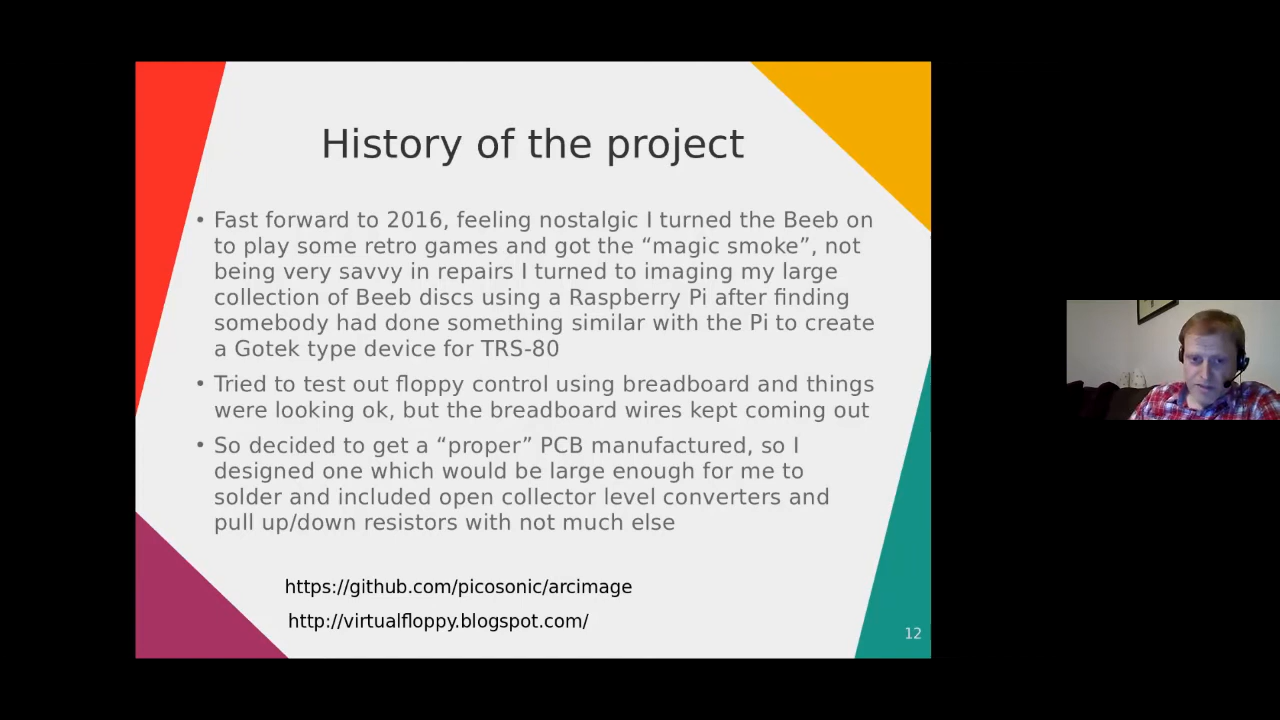 History of the project
• Fast forward to 2016, feeling nostalgic I turned the Beeb on
to play some retro games and got the “magic smoke”, not
being very savvy in repairs I turned to imaging my large
collection of Beeb discs using a Raspberry Pi after finding
somebody had done something similar with the Pi to create
a Gotek type device for TRS-80
• Tried to test out floppy control using breadboard and things
were looking ok, but the breadboard wires kept coming out
• So decided to get a “proper” PCB manufactured, so I
designed one which would be large enough for me to
solder and included open collector level converters and
pull up/down resistors with not much else
https://github.com/picosonic/arcimage
http://virtualfloppy.blogspot.com/
12